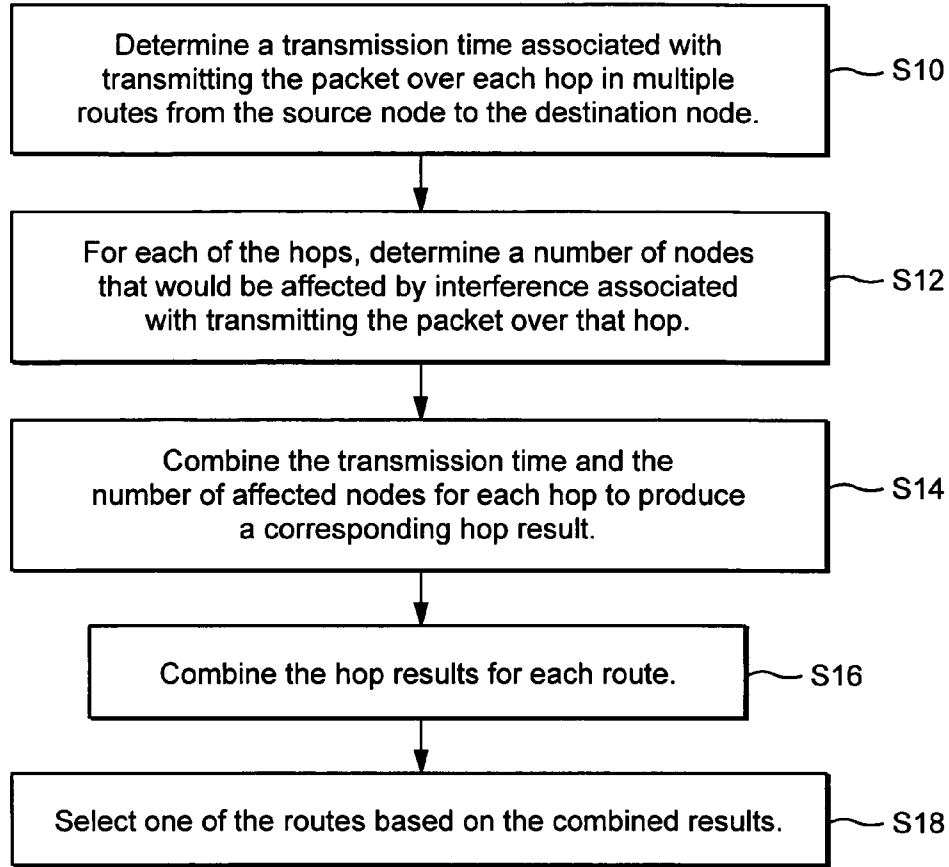 Determine a transmission time associated with
transmitting the packet over each hop in multiple
routes from the source node to the destination node.
S10
For each of the hops, determine a number of nodes
that would be affected by interference associated
with transmitting the packet over that hop.
S12
Combine the transmission time and the
number of affected nodes for each hop to produce
a corresponding hop result.
S14
Combine the hop results for each route.
S16
Select one of the routes based on the combined results.
S18